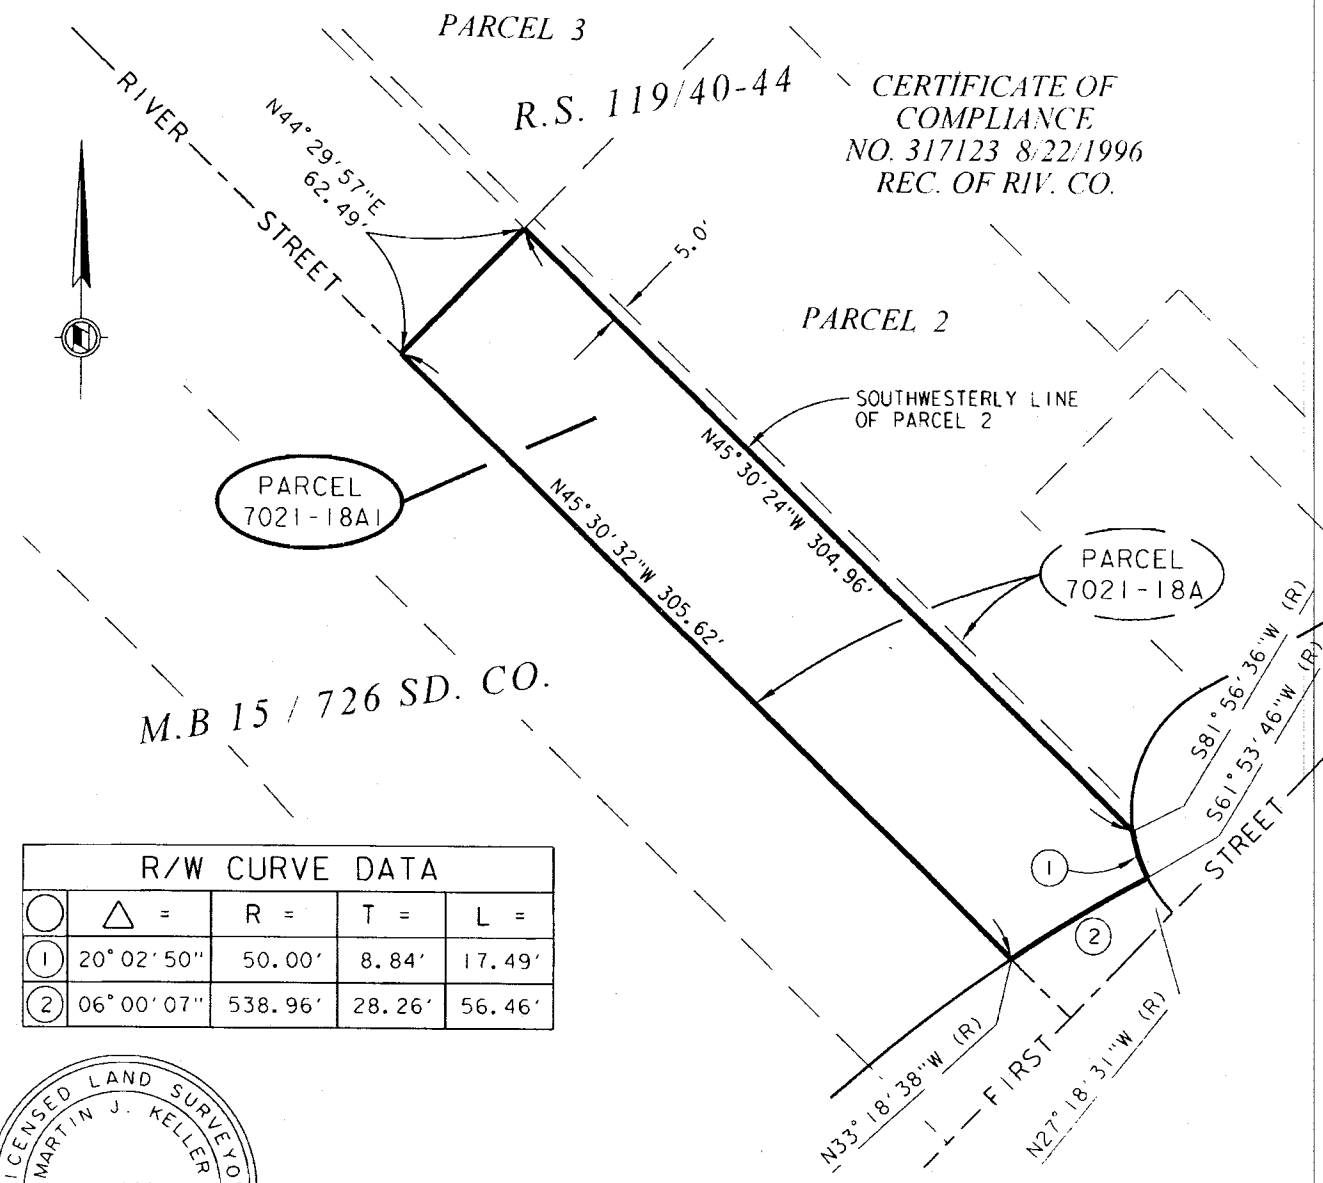 PARCEL 3
R.S. 119/40-44
CERTIFICATE OF
COMPLIANCE
NO. 317123 8/22/1996
REC. OF RIV. CO.
RIVER
STREET
N44°29'57"E
62.49'
5.0'
PARCEL 2
SOUTHWESTERLY LINE
OF PARCEL 2
N45°30'24"W 304.96'
PARCEL
7021-18A1
N45°30'32"W 305.62'
PARCEL
7021-18A
M.B 15 / 726 SD. CO.
S81°56'36"W (R)
S61°53'46"W (R)
STREET
FIRST
1
2
N33°18'38"W (R)
N27°18'31"W (R)
R/W CURVE DATA
△ = R = T = L =
1 20°02'50" 50.00' 8.84' 17.49'
2 06°00'07" 538.96' 28.26' 56.46'
ICENSED LAND SURVEYO
MARTIN J. KELLER